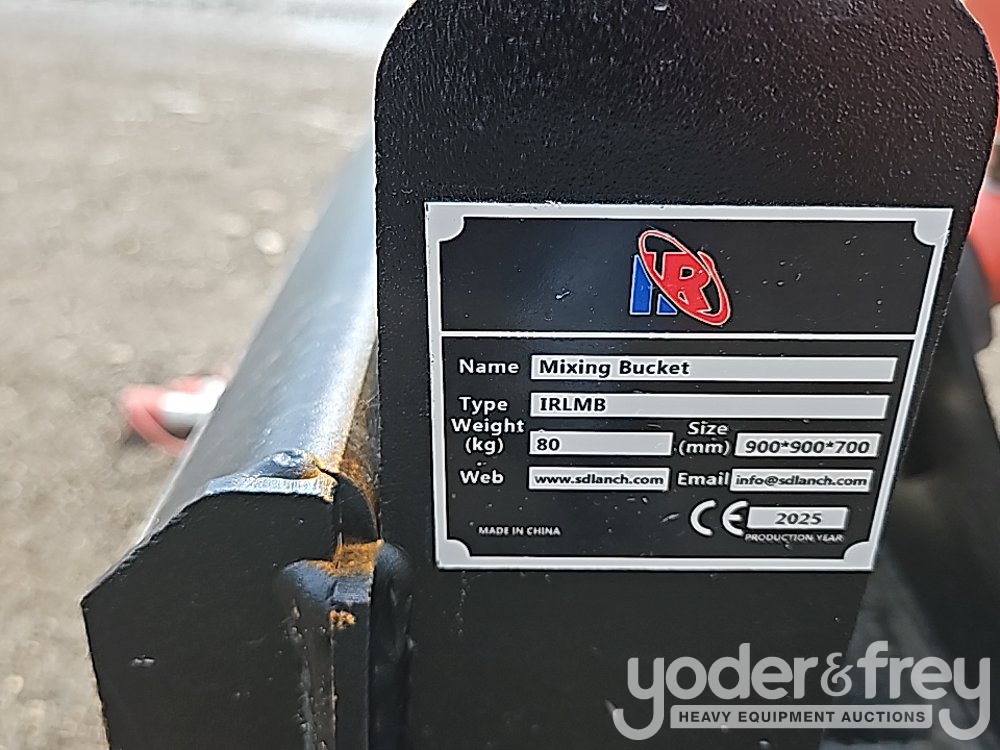 IR
Name Mixing Bucket
Type IRLMB
Weight (kg) 80 Size (mm) 900*900*700
Web www.sdlanch.com Email info@sdlanch.com
CE 2025
MADE IN CHINA PRODUCTION YEAR
yoder&frey
HEAVY EQUIPMENT AUCTIONS